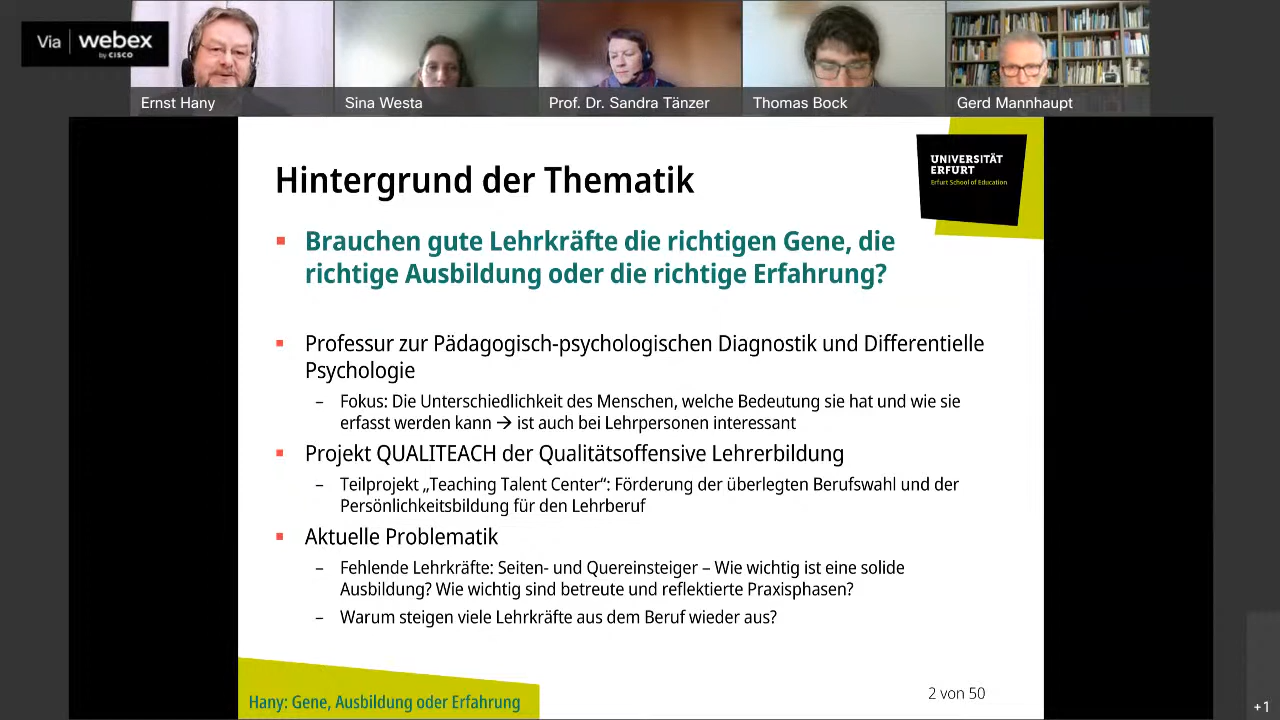 Via webex
by CISCO
Ernst Hany
Sina Westa
Prof. Dr. Sandra Tänzer
Thomas Bock
Gerd Mannhaupt
UNIVERSITÄT
ERFURT
Erfurt School of Education
Hintergrund der Thematik
▪ Brauchen gute Lehrkräfte die richtigen Gene, die
richtige Ausbildung oder die richtige Erfahrung?
▪ Professur zur Pädagogisch-psychologischen Diagnostik und Differentielle
Psychologie
– Fokus: Die Unterschiedlichkeit des Menschen, welche Bedeutung sie hat und wie sie
erfasst werden kann → ist auch bei Lehrpersonen interessant
▪ Projekt QUALITEACH der Qualitätsoffensive Lehrerbildung
– Teilprojekt „Teaching Talent Center“: Förderung der überlegten Berufswahl und der
Persönlichkeitsbildung für den Lehrberuf
▪ Aktuelle Problematik
– Fehlende Lehrkräfte: Seiten- und Quereinsteiger – Wie wichtig ist eine solide
Ausbildung? Wie wichtig sind betreute und reflektierte Praxisphasen?
– Warum steigen viele Lehrkräfte aus dem Beruf wieder aus?
Hany: Gene, Ausbildung oder Erfahrung
2 von 50
+1